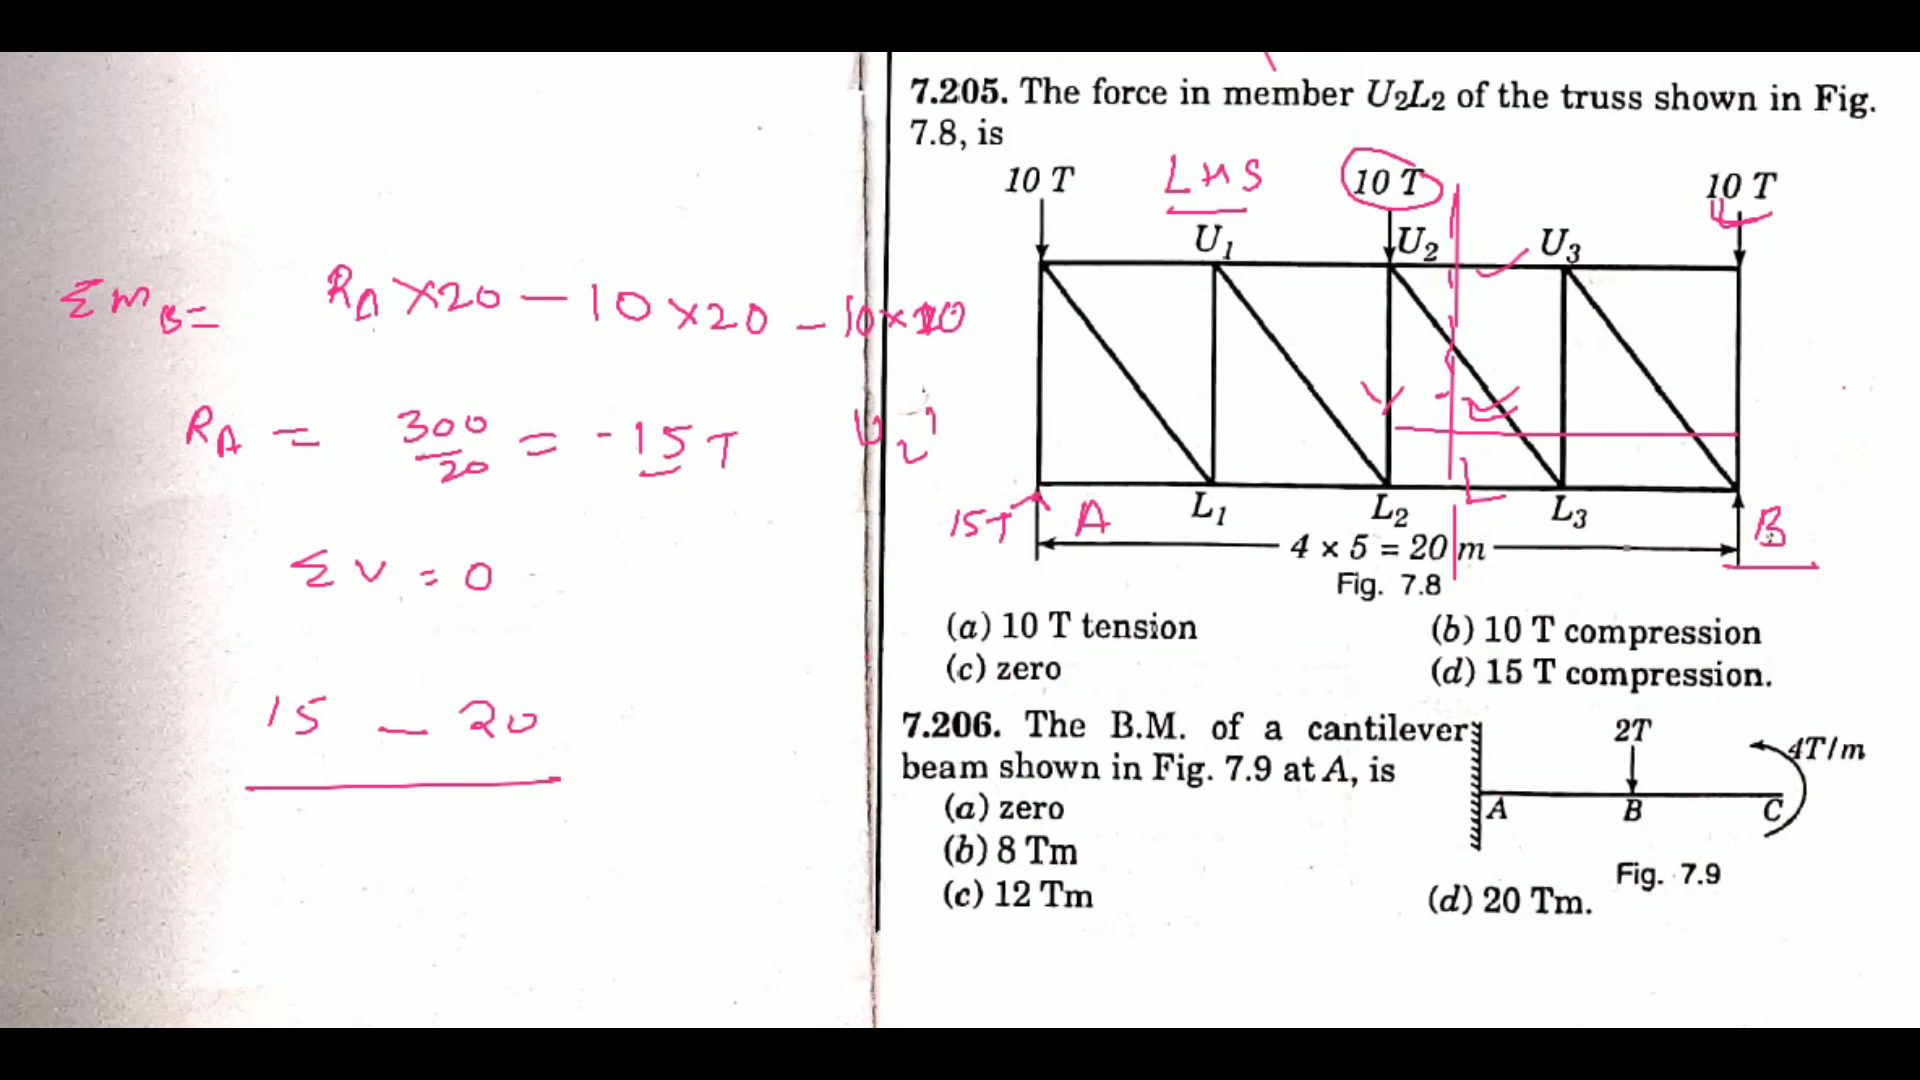 7.205. The force in member U2L2 of the truss shown in Fig.
7.8, is
10 T LHS 10 T 10 T
U1 U2 U3
ΣMB= RA×20 – 10×20 – 10×10
RA = 300/20 = -15T
15T A L1 L2 L3 B
4 × 5 = 20 m
Fig. 7.8
ΣV = 0
(a) 10 T tension (b) 10 T compression
(c) zero (d) 15 T compression.
15 – 20
7.206. The B.M. of a cantilever
beam shown in Fig. 7.9 at A, is
2T 4T/m
A B C
(a) zero
(b) 8 Tm
Fig. 7.9
(c) 12 Tm (d) 20 Tm.